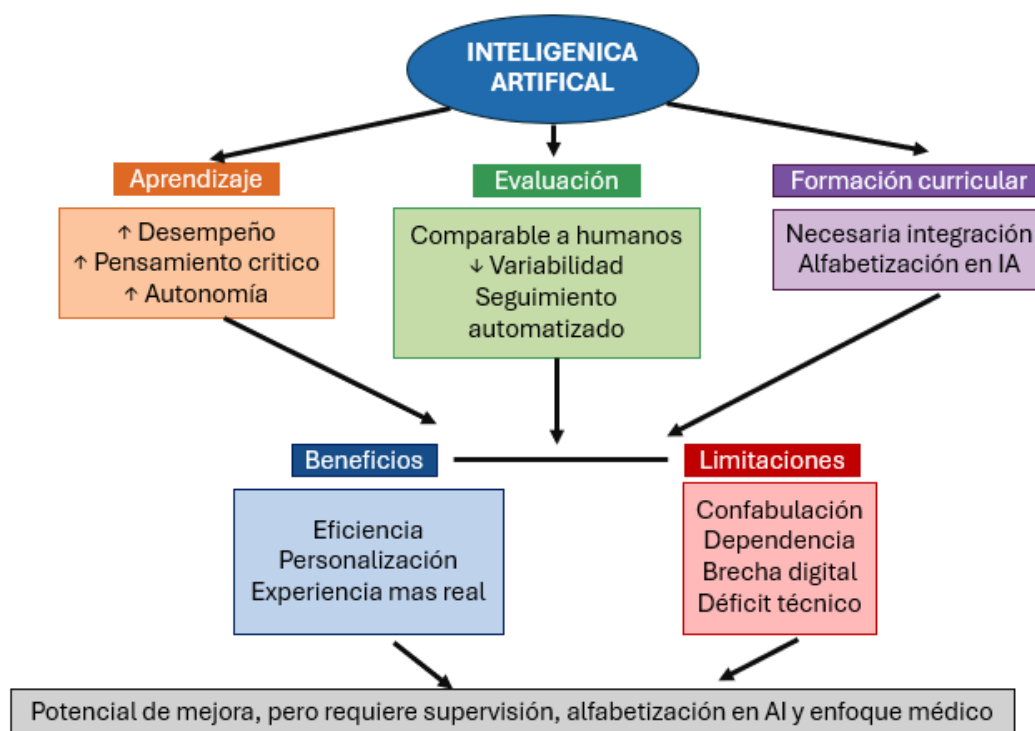 INTELIGENICA
ARTIFICAL
Aprendizaje
↑ Desempeño
↑ Pensamiento critico
↑ Autonomía
Evaluación
Comparable a humanos
↓ Variabilidad
Seguimiento
automatizado
Formación curricular
Necesaria integración
Alfabetización en IA
Beneficios
Eficiencia
Personalización
Experiencia mas real
Limitaciones
Confabulación
Dependencia
Brecha digital
Déficit técnico
Potencial de mejora, pero requiere supervisión, alfabetización en AI y enfoque médico